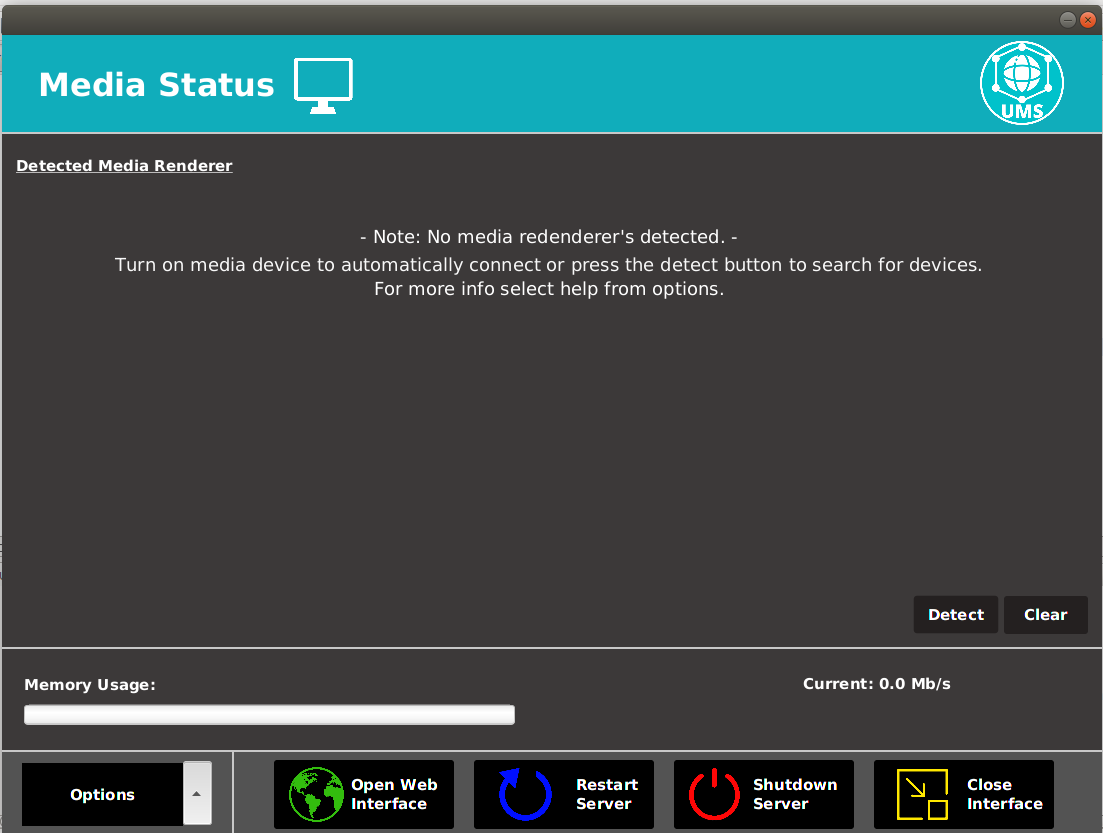 Media Status
UMS
Detected Media Renderer
- Note: No media redenderer's detected. -
Turn on media device to automatically connect or press the detect button to search for devices.
For more info select help from options.
Detect
Clear
Memory Usage:
Current: 0.0 Mb/s
Options
Open Web
Interface
Restart
Server
Shutdown
Server
Close
Interface